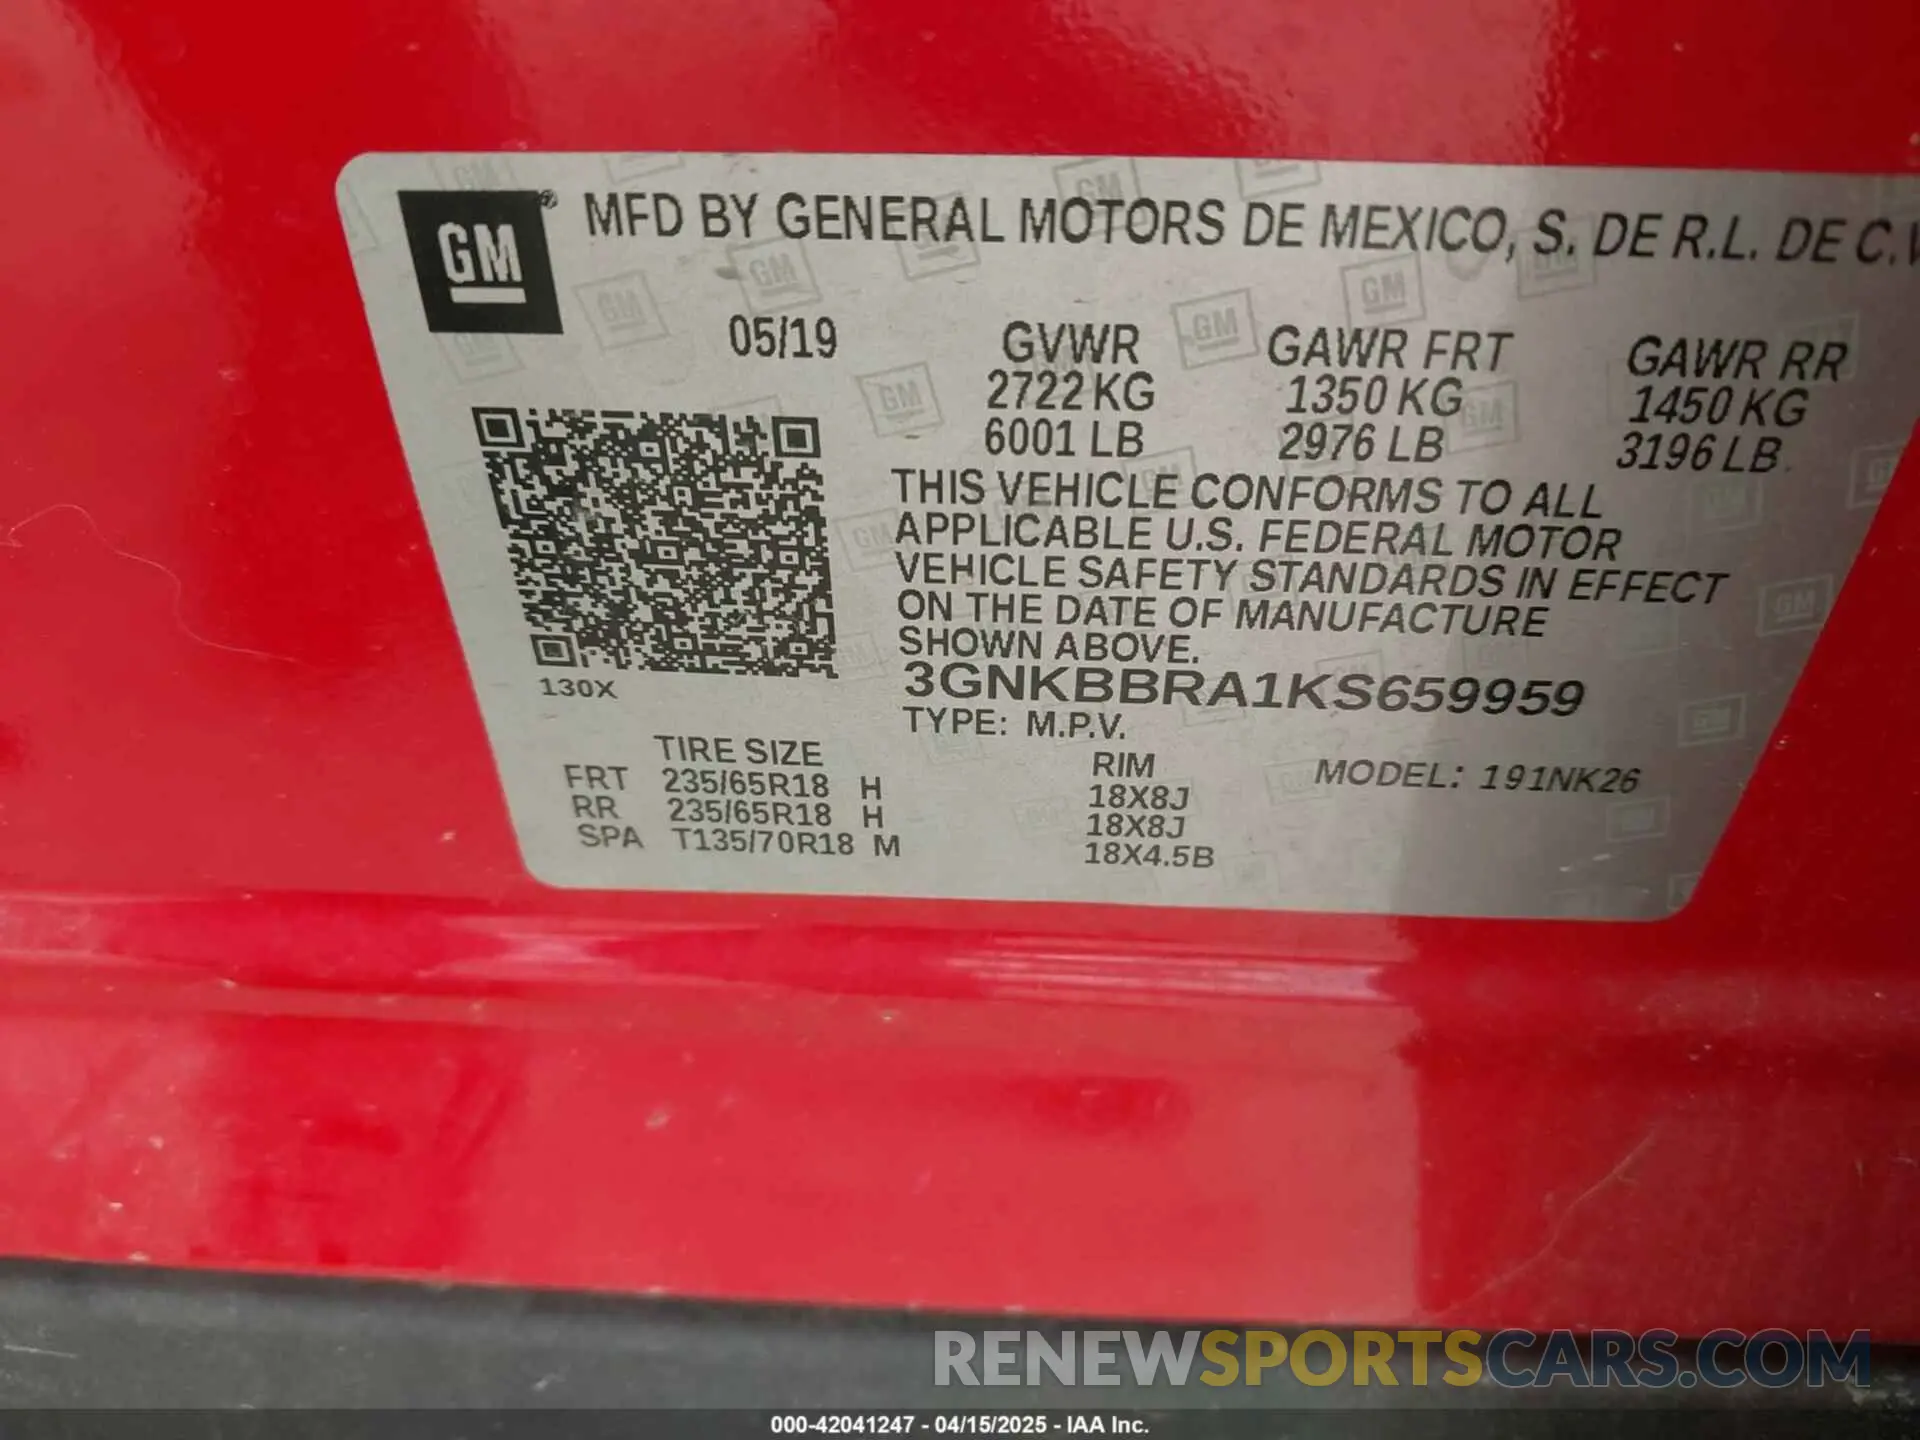 GM ® MFD BY GENERAL MOTORS DE MEXICO, S. DE R.L. DE C.V
05/19 GVWR GAWR FRT GAWR RR
2722 KG 1350 KG 1450 KG
6001 LB 2976 LB 3196 LB
THIS VEHICLE CONFORMS TO ALL
APPLICABLE U.S. FEDERAL MOTOR
VEHICLE SAFETY STANDARDS IN EFFECT
ON THE DATE OF MANUFACTURE
SHOWN ABOVE.
130X 3GNKBBRA1KS659959
TYPE: M.P.V.
TIRE SIZE RIM MODEL: 191NK26
FRT 235/65R18 H 18X8J
RR 235/65R18 H 18X8J
SPA T135/70R18 M 18X4.5B
RENEWSPORTSCARS.COM
000-42041247 - 04/15/2025 - IAA Inc.